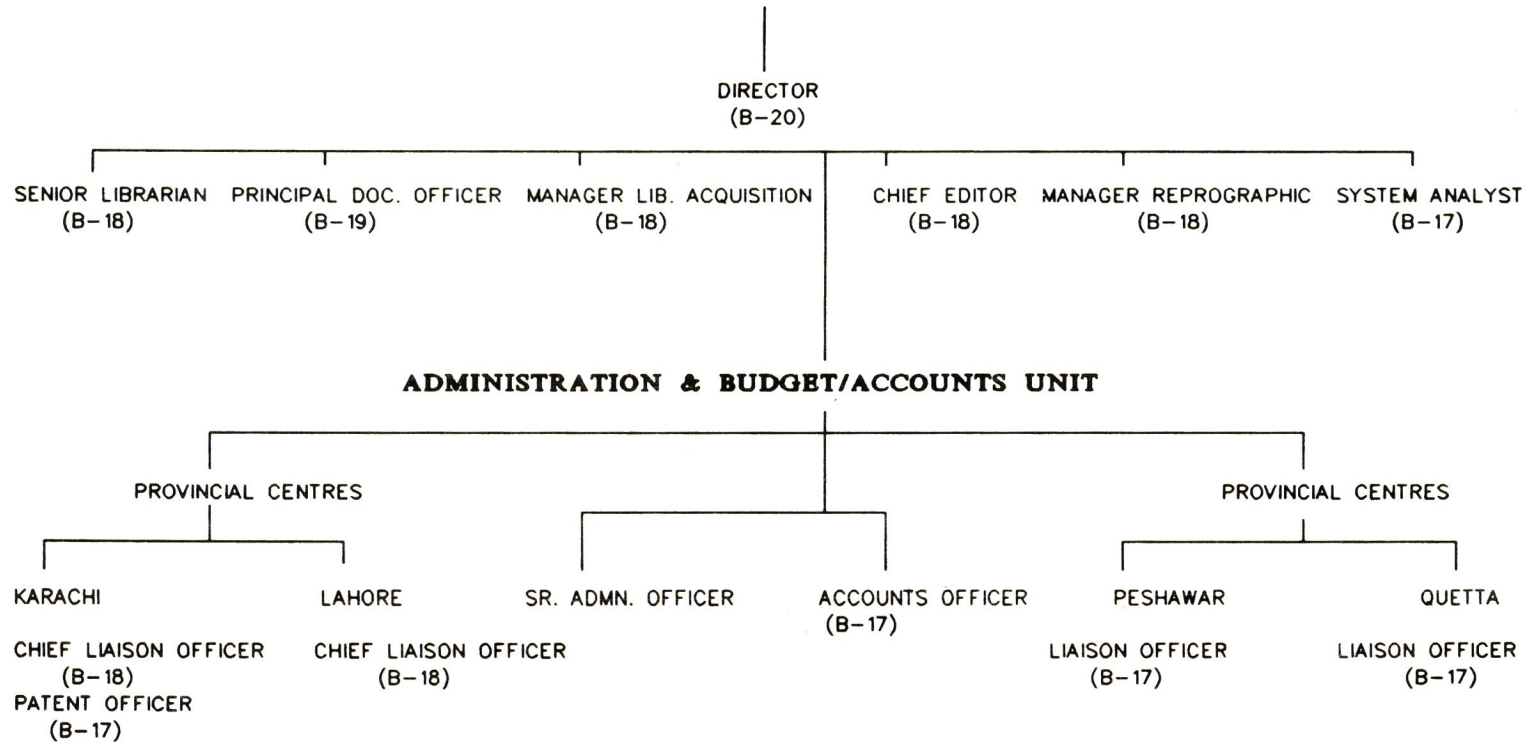 DIRECTOR
(B-20)
SENIOR LIBRARIAN PRINCIPAL DOC. OFFICER MANAGER LIB. ACQUISITION CHIEF EDITOR MANAGER REPROGRAPHIC SYSTEM ANALYST
(B-18) (B-19) (B-18) (B-18) (B-18) (B-17)
ADMINISTRATION & BUDGET/ACCOUNTS UNIT
PROVINCIAL CENTRES PROVINCIAL CENTRES
KARACHI LAHORE SR. ADMN. OFFICER ACCOUNTS OFFICER PESHAWAR QUETTA
(B-17)
CHIEF LIAISON OFFICER CHIEF LIAISON OFFICER LIAISON OFFICER LIAISON OFFICER
(B-18) (B-18) (B-17) (B-17)
PATENT OFFICER
(B-17)